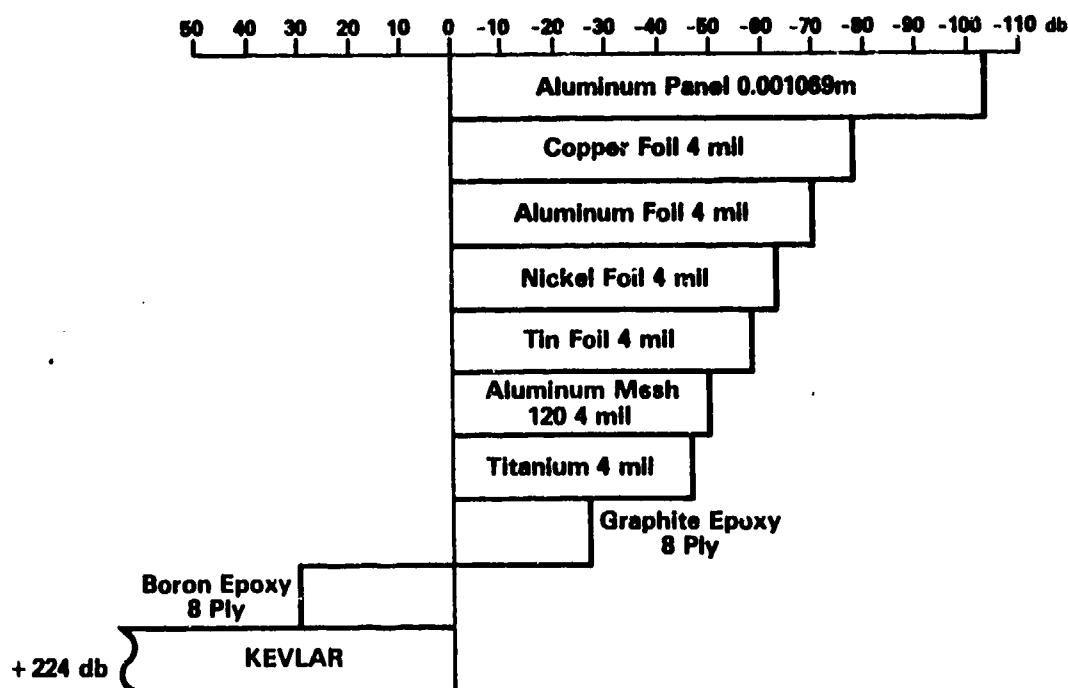 50 40 30 20 10 0 -10 -20 -30 -40 -50 -60 -70 -80 -90 -100 -110 db
Aluminum Panel 0.001069m
Copper Foil 4 mil
Aluminum Foil 4 mil
Nickel Foil 4 mil
Tin Foil 4 mil
Aluminum Mesh
120 4 mil
Titanium 4 mil
Graphite Epoxy
8 Ply
Boron Epoxy
8 Ply
KEVLAR
+ 224 db